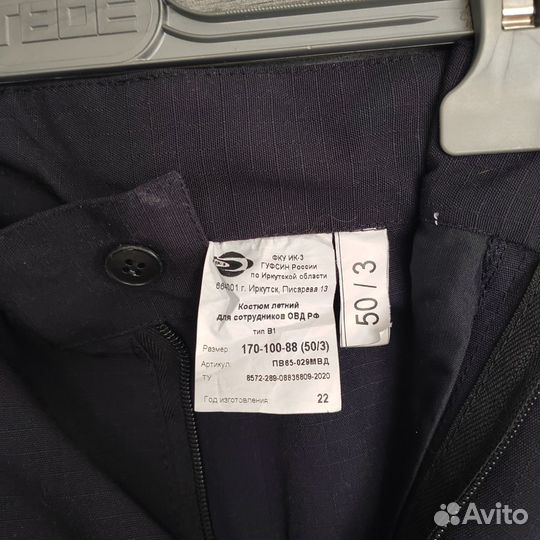 ФКУ ИК-3
ГУФСИН России
по Иркутской области
г. Иркутск, Писарева 13
Костюм летний
для сотрудников ОВД РФ
тип В1
Размер 170-100-88 (50/3)
Артикул ПВ65-029МВД
ТУ 8572-289-08836809-2020
Год изготовления 22
50/3
Avito